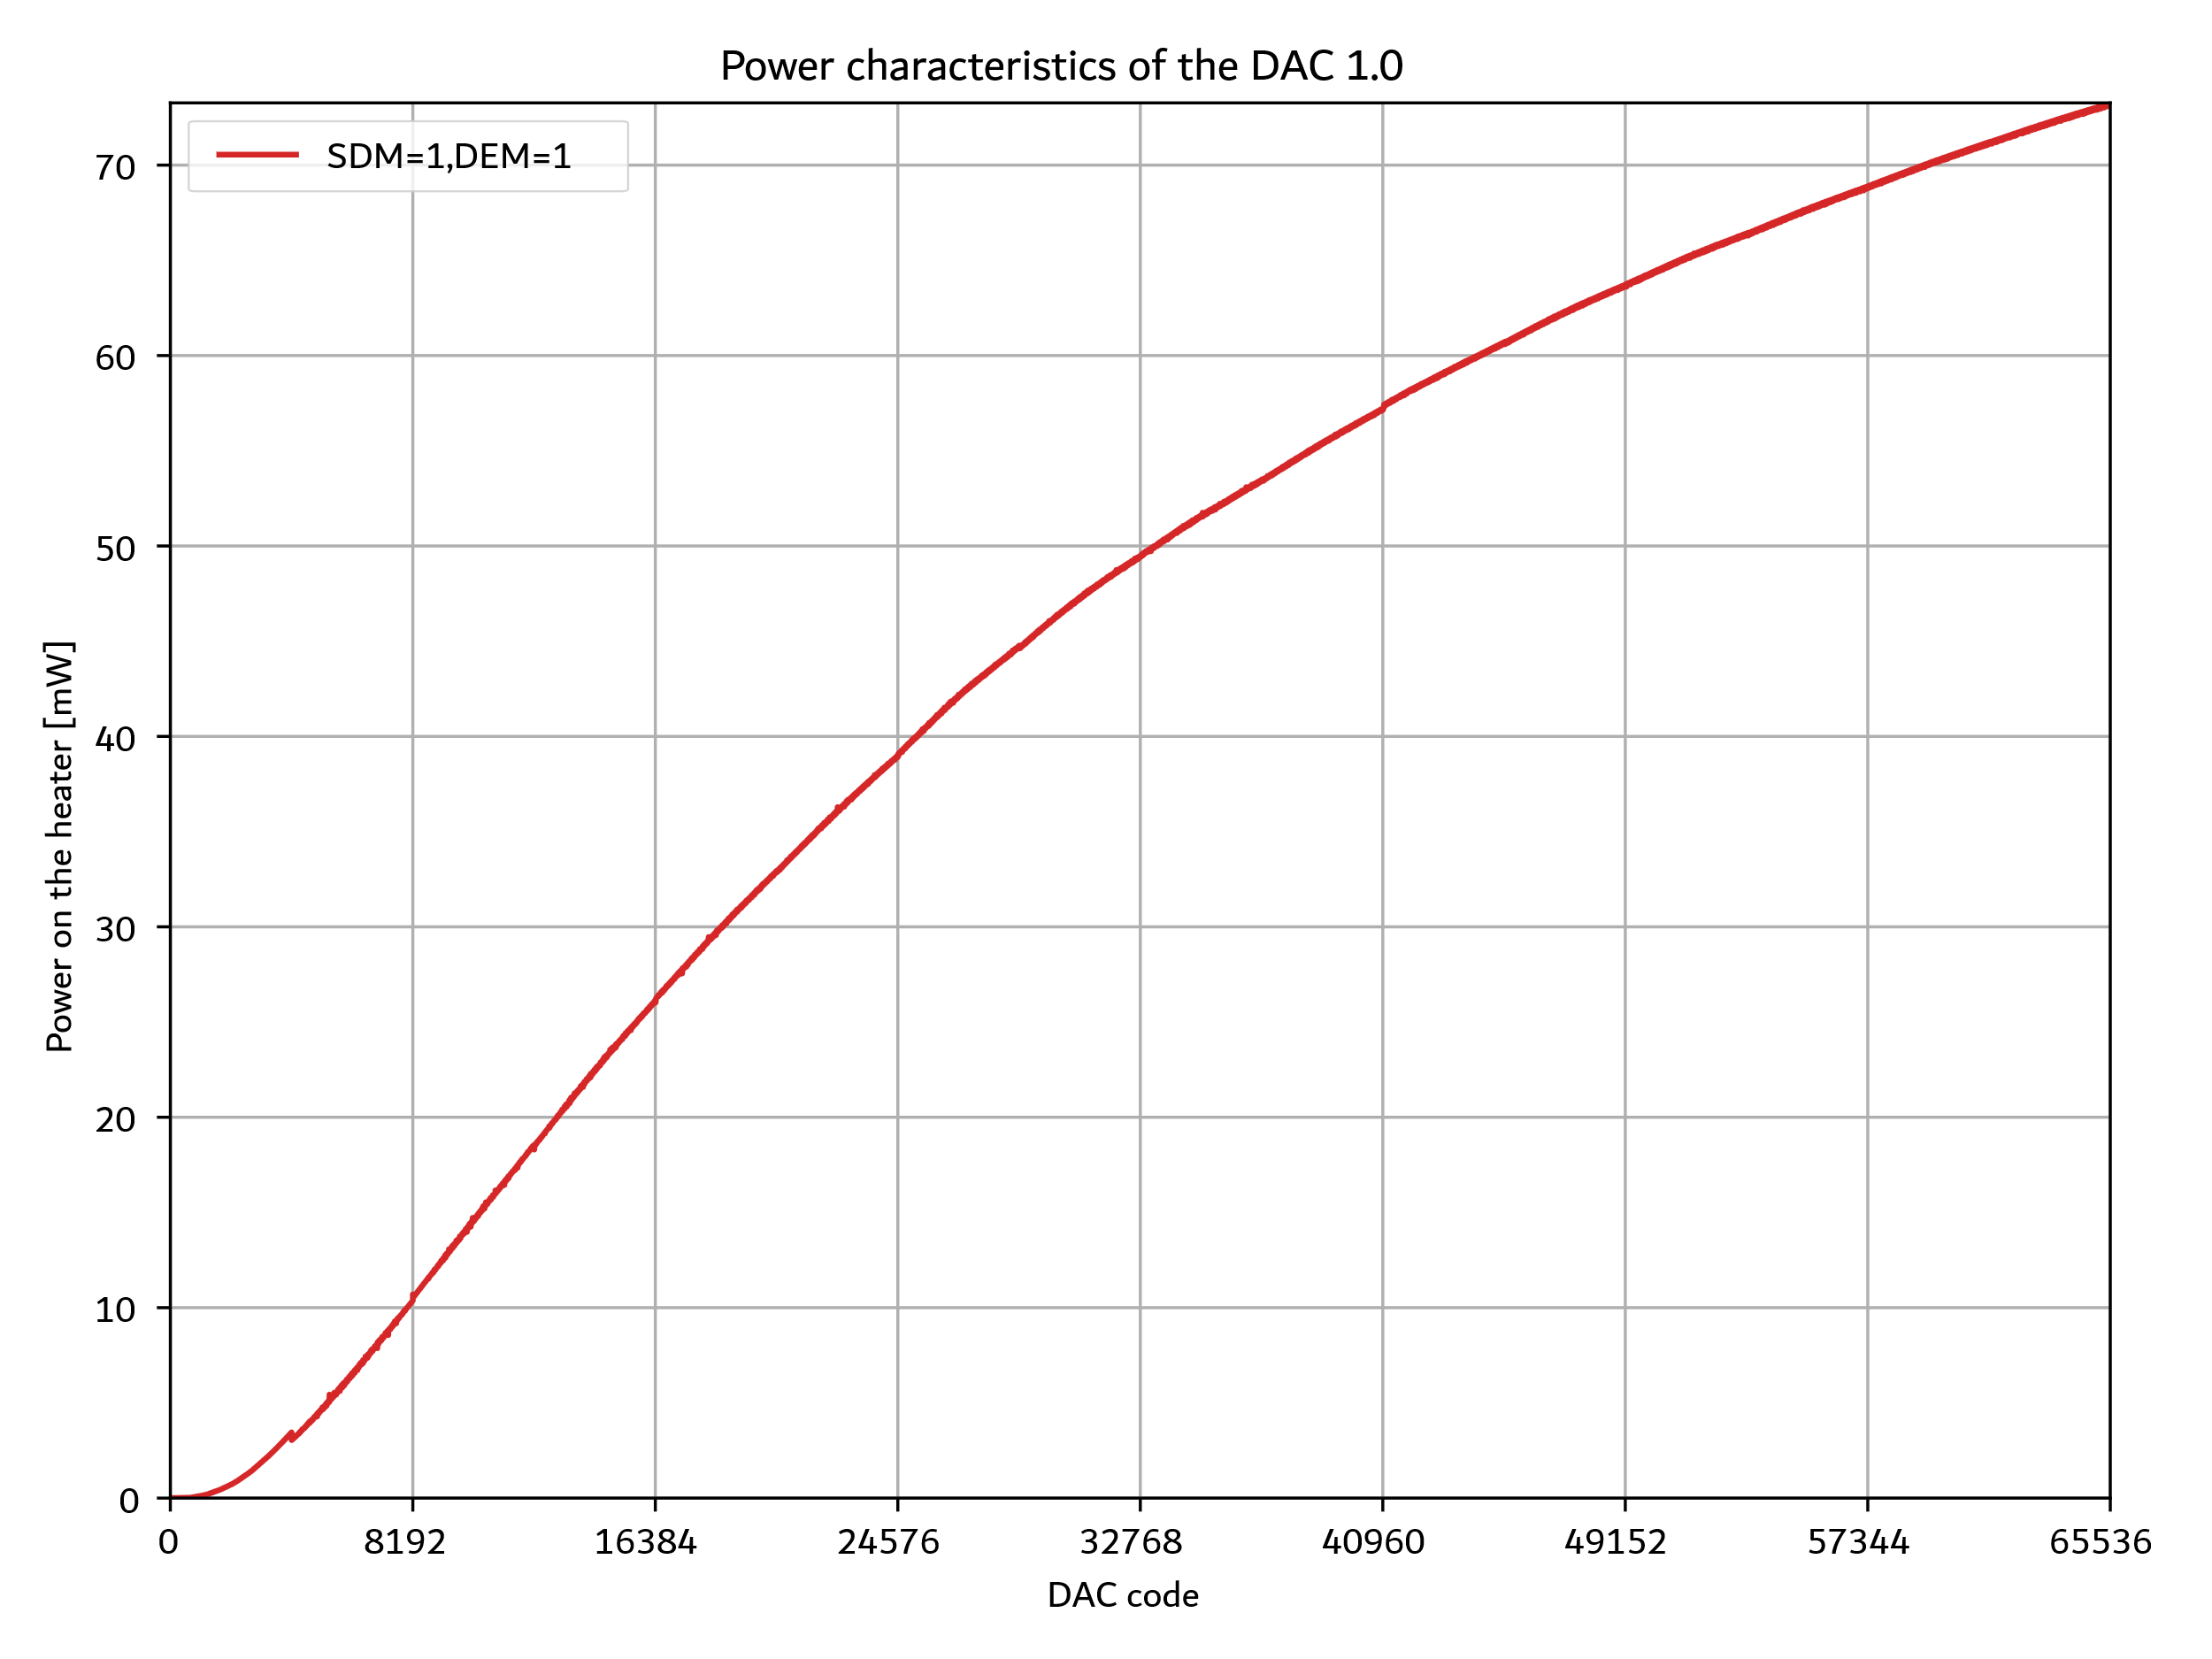 Power characteristics of the DAC 1.0
SDM=1,DEM=1
Power on the heater [mW]
70
60
50
40
30
20
10
0
0 8192 16384 24576 32768 40960 49152 57344 65536
DAC code